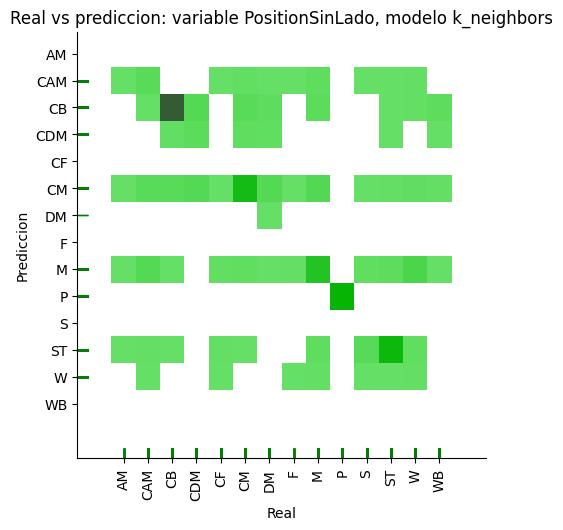 Real vs prediccion: variable PositionSinLado, modelo k_neighbors
Prediccion
AM
CAM
CB
CDM
CF
CM
DM
F
M
P
S
ST
W
WB
AM
CAM
CB
CDM
CF
CM
DM
F
M
P
S
ST
W
WB
Real